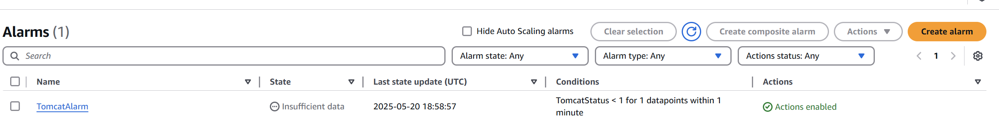 Alarms (1)
Hide Auto Scaling alarms
Clear selection
Create composite alarm
Actions
Create alarm
Search
Alarm state: Any
Alarm type: Any
Actions status: Any
1
Name
State
Last state update (UTC)
Conditions
Actions
TomcatAlarm
Insufficient data
2025-05-20 18:58:57
TomcatStatus < 1 for 1 datapoints within 1
minute
Actions enabled